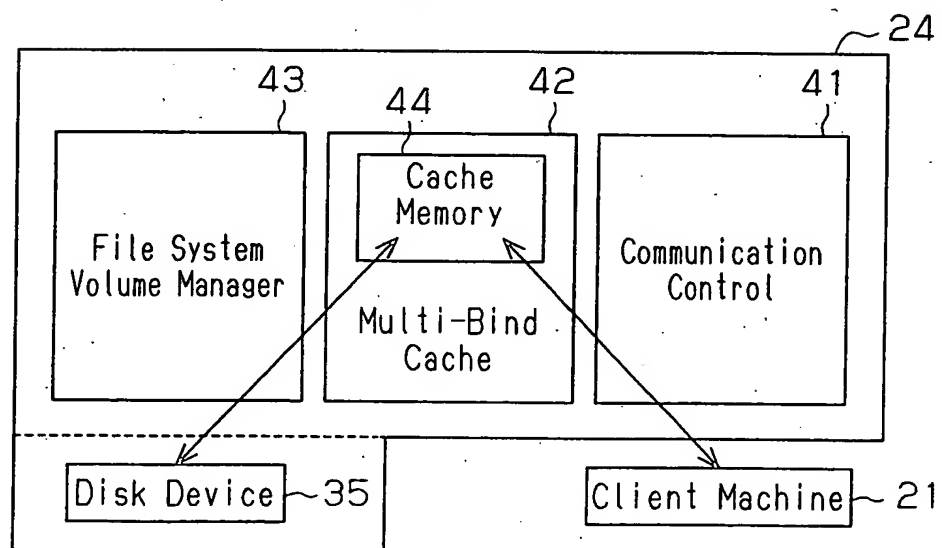 24
43
44
42
41
Cache
Memory
File System
Volume Manager
Communication
Control
Multi-Bind
Cache
Disk Device
35
Client Machine
21